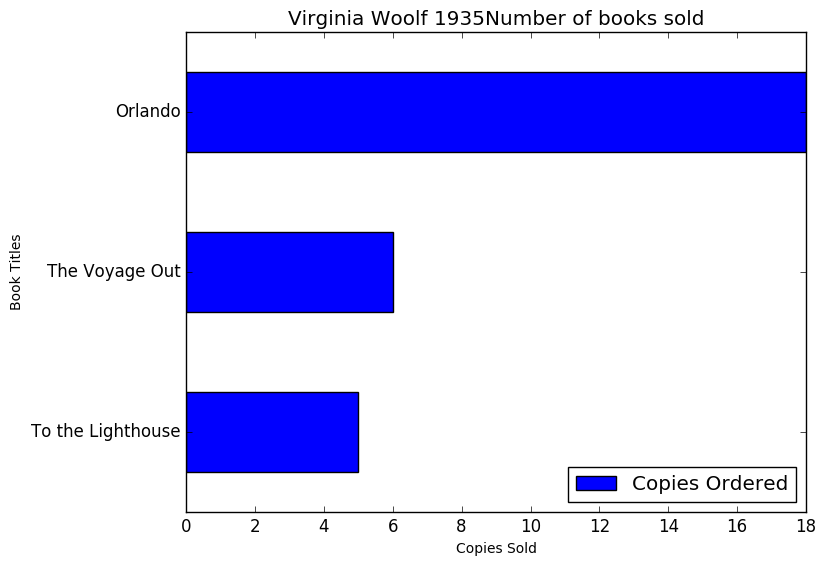 Virginia Woolf 1935Number of books sold
Orlando
The Voyage Out
To the Lighthouse
Book Titles
Copies Ordered
0 2 4 6 8 10 12 14 16 18
Copies Sold